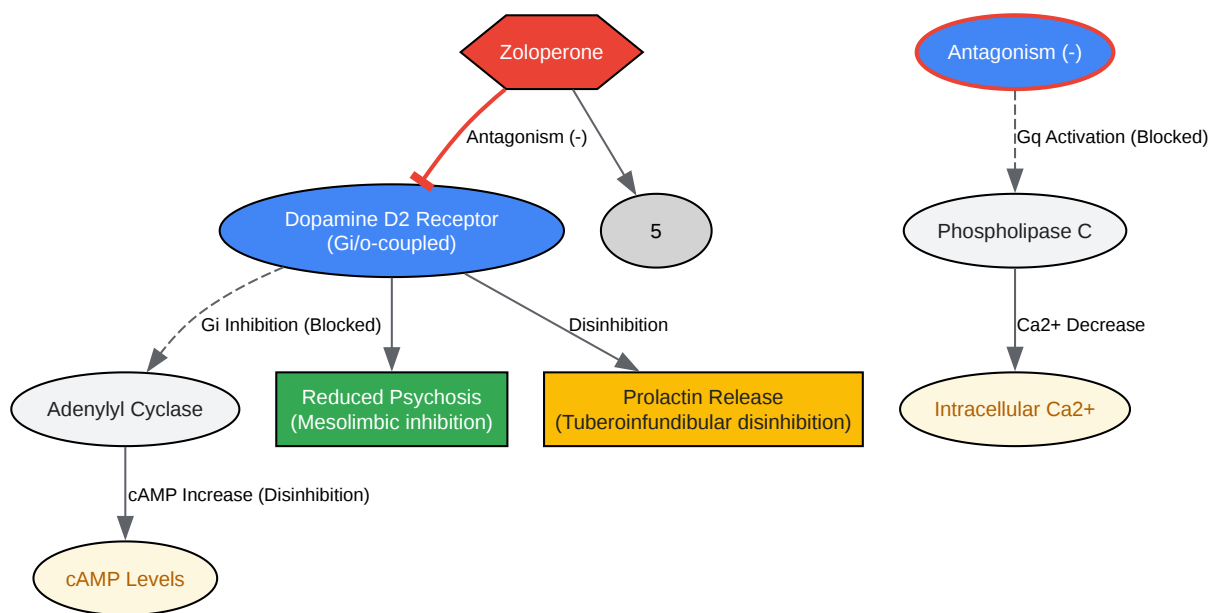 Zoloperone
Antagonism (-)
Antagonism (-)
Gq Activation (Blocked)
Dopamine D2 Receptor
(Gi/o-coupled)
5
Phospholipase C
Gi Inhibition (Blocked)
Disinhibition
Ca2+ Decrease
Adenylyl Cyclase
Reduced Psychosis
(Mesolimbic inhibition)
Prolactin Release
(Tuberoinfundibular disinhibition)
Intracellular Ca2+
cAMP Increase (Disinhibition)
cAMP Levels